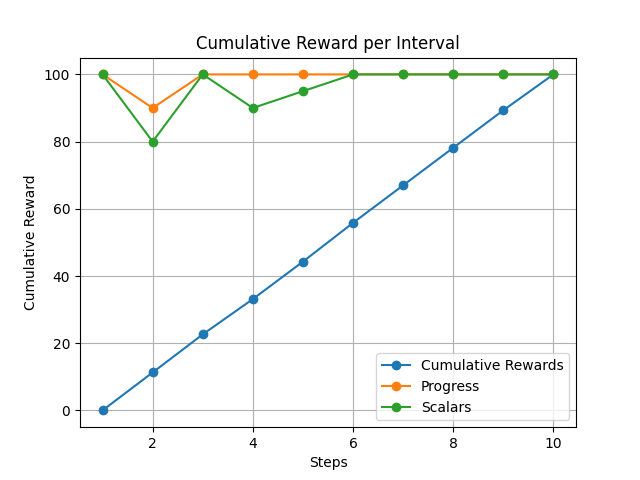 Cumulative Reward per Interval
Cumulative Reward
100
80
60
40
20
0
2
4
6
8
10
Steps
Cumulative Rewards
Progress
Scalars